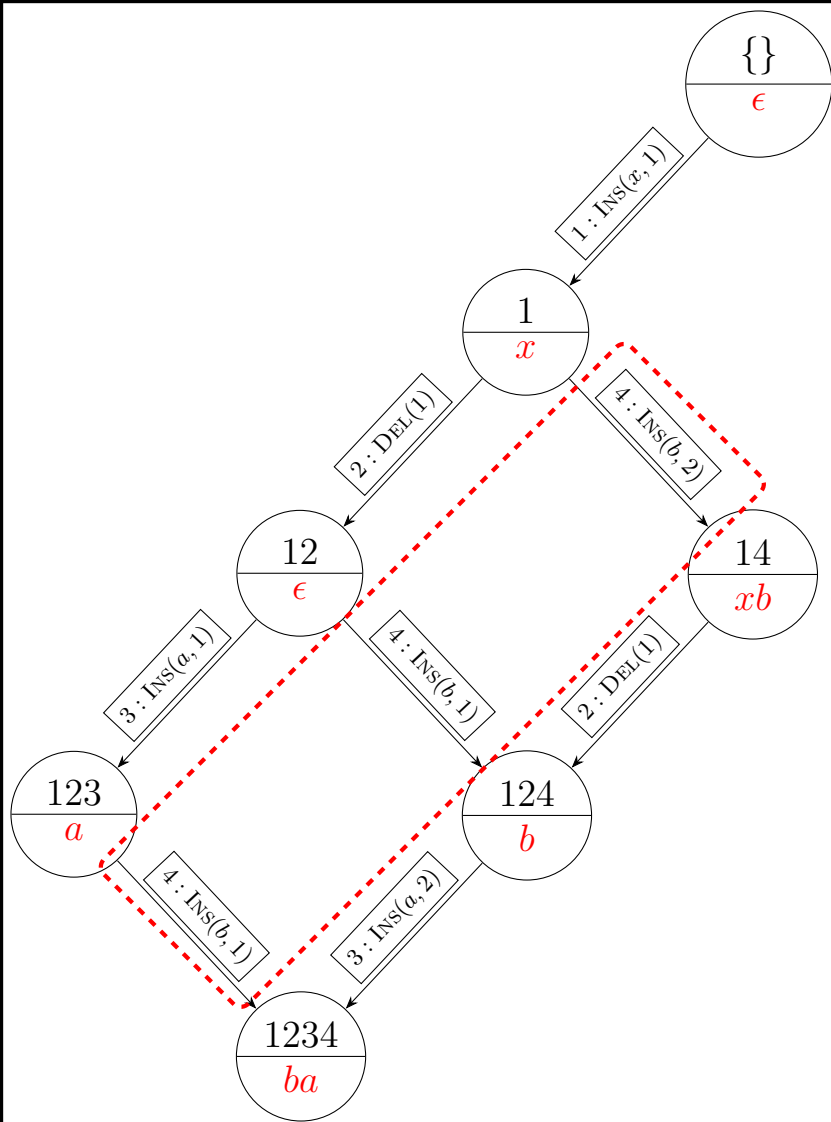 {}
ϵ
1 : INS(x, 1)
1
x
2 : DEL(1)
4 : INS(b, 2)
12
ϵ
14
xb
3 : INS(a, 1)
4 : INS(b, 1)
2 : DEL(1)
123
a
124
b
4 : INS(b, 1)
3 : INS(a, 2)
1234
ba